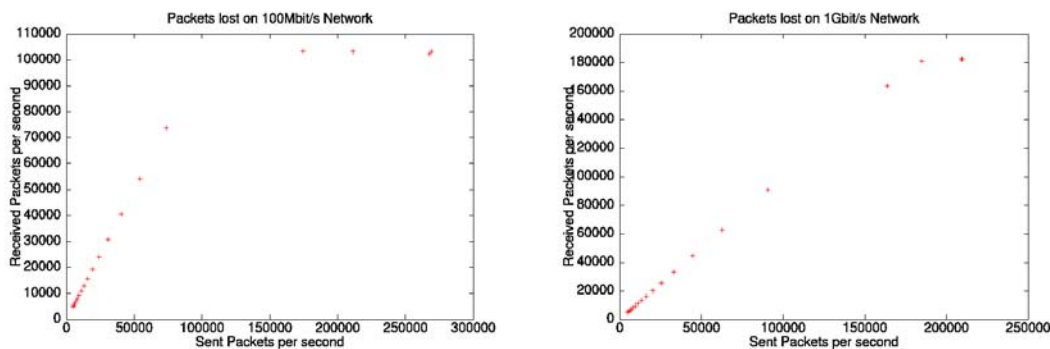 Packets lost on 100Mbit/s Network
110000
100000
90000
80000
70000
60000
50000
40000
30000
20000
10000
0
Received Packets per second
0 50000 100000 150000 200000 250000 300000
Sent Packets per second
Packets lost on 1Gbit/s Network
200000
180000
160000
140000
120000
100000
80000
60000
40000
20000
0
Received Packets per second
0 50000 100000 150000 200000 250000
Sent Packets per second